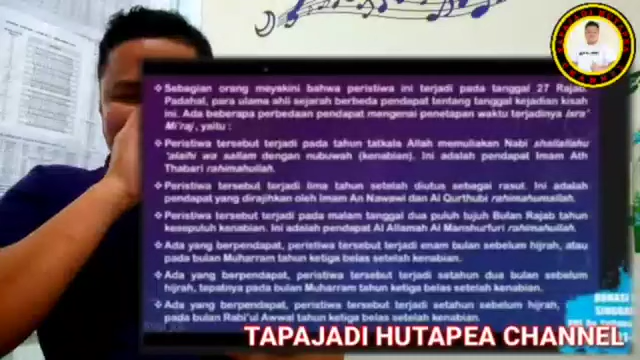 ❖ Sebagian orang meyakini bahwa peristiwa ini terjadi pada tanggal 27 Rajab.
Padahal, para ulama ahli sejarah berbeda pendapat tentang tanggal kejadian kisah
ini. Ada beberapa perbedaan pendapat mengenai penetapan waktu terjadinya Isra'
Mi'raj, yaitu :
❖ Peristiwa tersebut terjadi pada tahun tatkala Allah memuliakan Nabi shallallahu
'alaihi wa sallam dengan nubuwah (kenabian). Ini adalah pendapat Imam Ath
Thabari rahimahullah.
❖ Peristiwa tersebut terjadi lima tahun setelah diutus sebagai rasul. Ini adalah
pendapat yang dirajihkan oleh Imam An Nawawi dan Al Qurthubi rahimahumallah.
❖ Peristiwa tersebut terjadi pada malam tanggal dua puluh tujuh Bulan Rajab tahun
kesepuluh kenabian. Ini adalah pendapat Al Allamah Al Manshurfuri rahimahullah.
❖ Ada yang berpendapat, peristiwa tersebut terjadi enam bulan sebelum hijrah, atau
pada bulan Muharram tahun ketiga belas setelah kenabian.
❖ Ada yang berpendapat, peristiwa tersebut terjadi setahun dua bulan sebelum
hijrah, tepatnya pada bulan Muharram tahun ketiga belas setelah kenabian.
❖ Ada yang berpendapat, peristiwa tersebut terjadi setahun sebelum hijrah,
pada bulan Rabi'ul Awwal tahun ketiga belas setelah kenabian.
TAPAJADI HUTAPEA CHANNEL